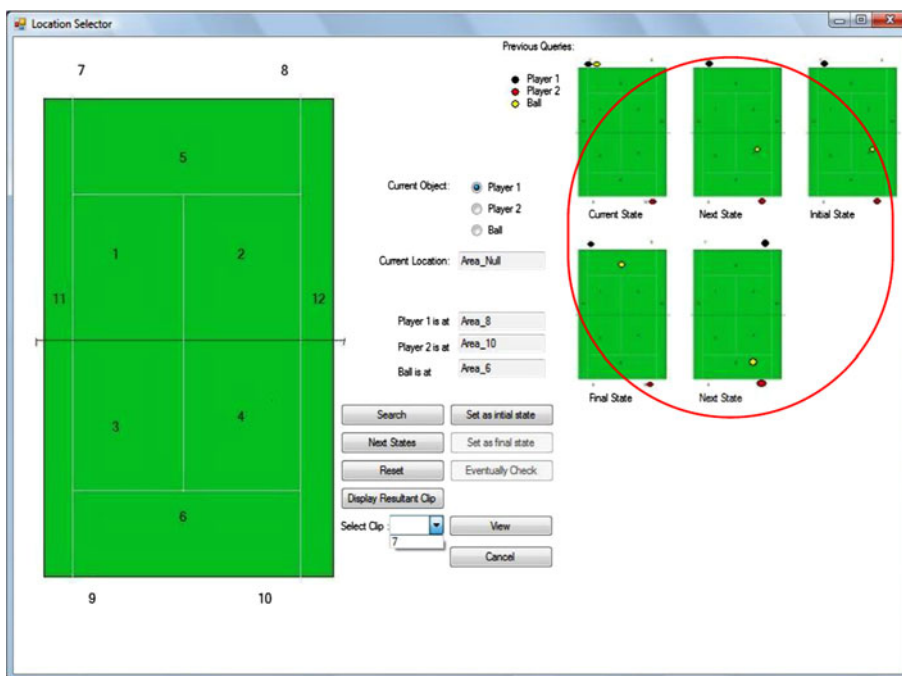 Location Selector
Previous Queries:
7 8
Player 1
Player 2
Ball
5
Current Object: Player 1
Player 2
Ball
Current State Next State Initial State
1 2
Current Location: Area_Null
11 12
Player 1 is at Area_8
Player 2 is at Area_10
Ball is at Area_6
Final State Next State
3 4
Search Set as intial state
Next States Set as final state
Reset Eventually Check
Display Resultant Clip
6
Select Clip : View
7
Cancel
9 10